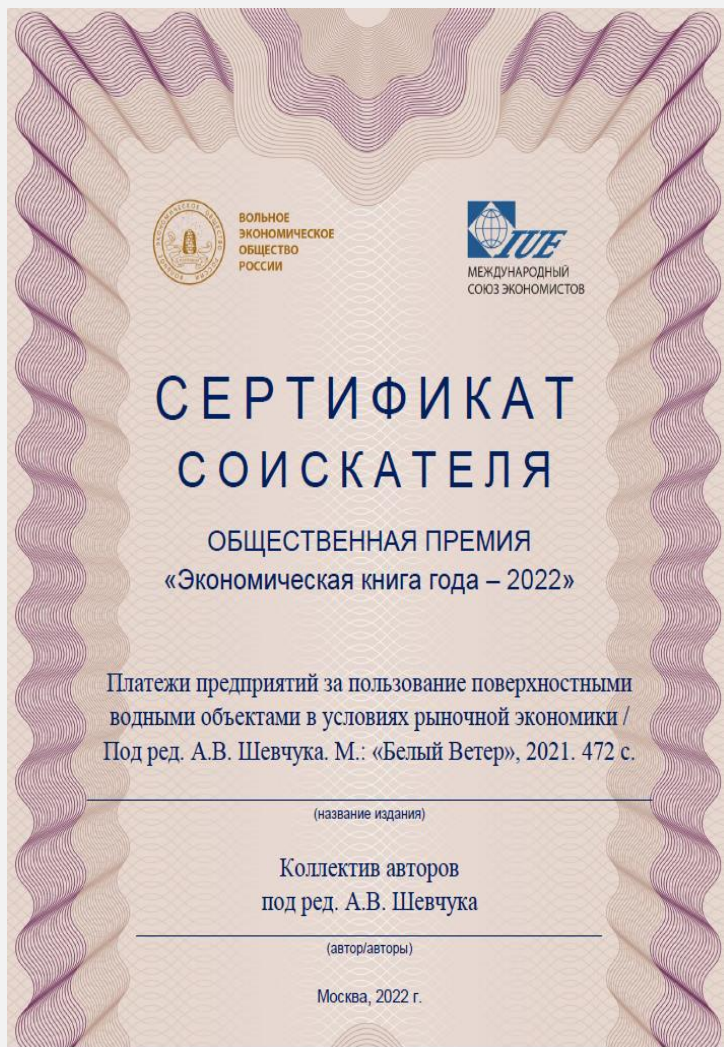 ВОЛЬНОЕ
ЭКОНОМИЧЕСКОЕ
ОБЩЕСТВО
РОССИИ
IUE
МЕЖДУНАРОДНЫЙ
СОЮЗ ЭКОНОМИСТОВ
СЕРТИФИКАТ
СОИСКАТЕЛЯ
ОБЩЕСТВЕННАЯ ПРЕМИЯ
«Экономическая книга года – 2022»
Платежи предприятий за пользование поверхностными
водными объектами в условиях рыночной экономики /
Под ред. А.В. Шевчука. М.: «Белый Ветер», 2021. 472 с.
(название издания)
Коллектив авторов
под ред. А.В. Шевчука
(автор/авторы)
Москва, 2022 г.